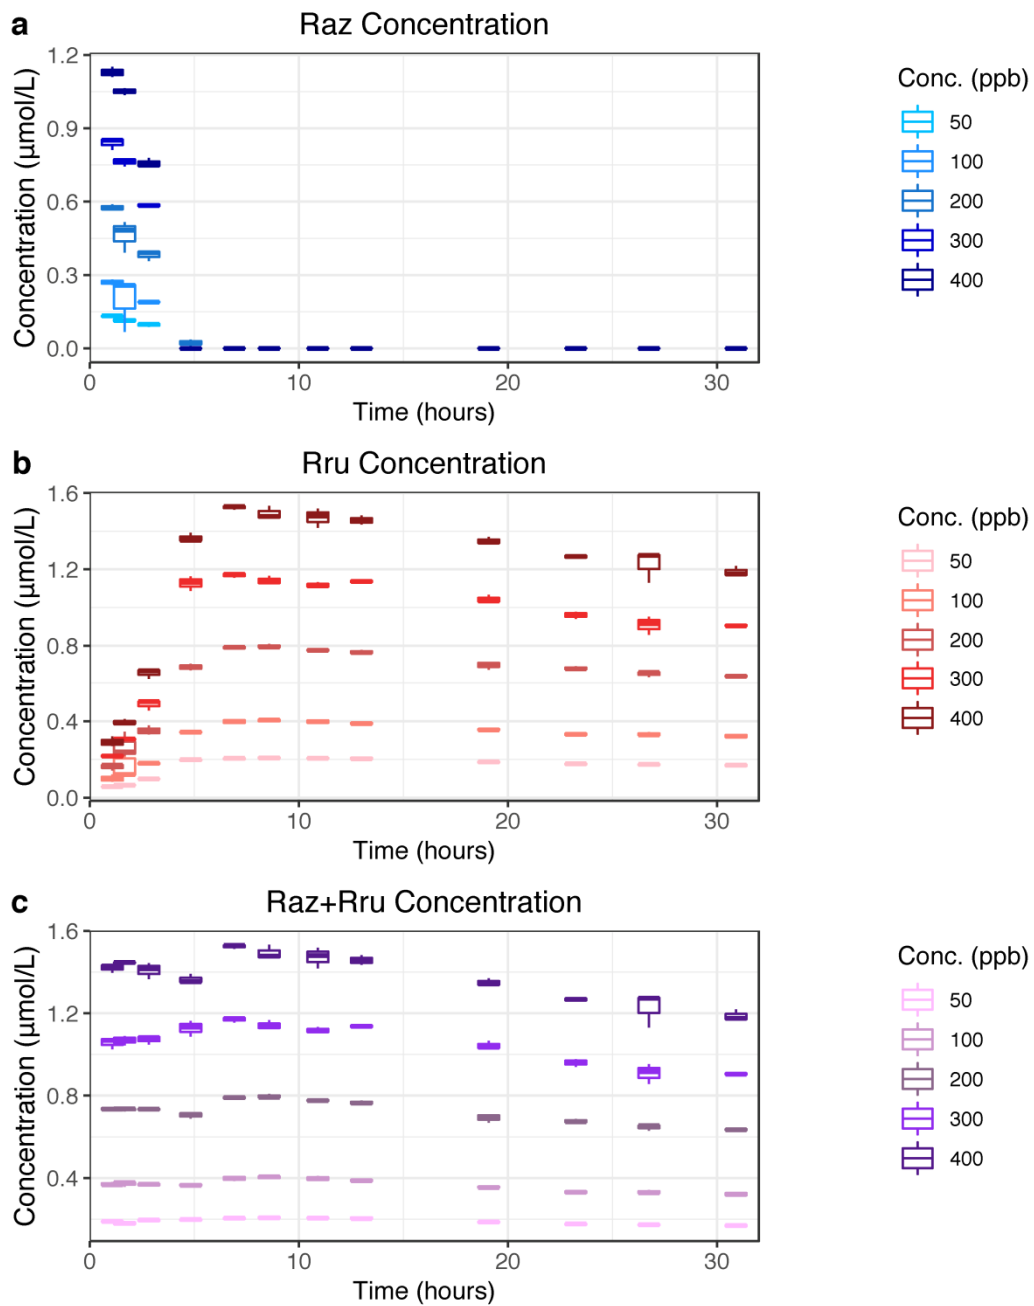 a Raz Concentration
Concentration (µmol/L)
1.2
0.9
0.6
0.3
0.0
0 10 20 30
Time (hours)
Conc. (ppb)
50
100
200
300
400
b Rru Concentration
Concentration (µmol/L)
1.6
1.2
0.8
0.4
0.0
0 10 20 30
Time (hours)
Conc. (ppb)
50
100
200
300
400
c Raz+Rru Concentration
Concentration (µmol/L)
1.6
1.2
0.8
0.4
0 10 20 30
Time (hours)
Conc. (ppb)
50
100
200
300
400